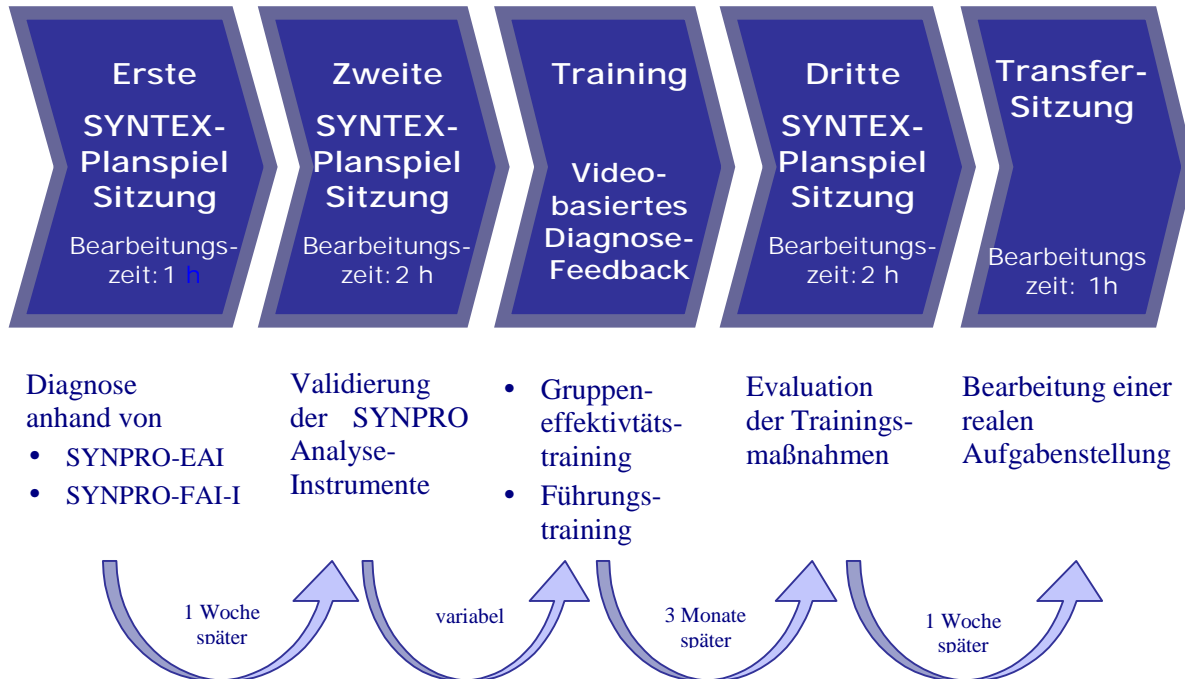 Erste
SYNTEX-
Planspiel
Sitzung
Bearbeitungs-
zeit: 1 h
Zweite
SYNTEX-
Planspiel
Sitzung
Bearbeitungs-
zeit: 2 h
Training
Video-
basiertes
Diagnose-
Feedback
Dritte
SYNTEX-
Planspiel
Sitzung
Bearbeitungs-
zeit: 2 h
Transfer-
Sitzung
Bearbeitungs
zeit: 1h
Diagnose
anhand von
• SYNPRO-EAI
• SYNPRO-FAI-I
Validierung
der SYNPRO
Analyse-
Instrumente
• Gruppen-
effektivtäts-
training
• Führungs-
training
Evaluation
der Trainings-
maßnahmen
Bearbeitung einer
realen
Aufgabenstellung
1 Woche
später
variabel
3 Monate
später
1 Woche
später